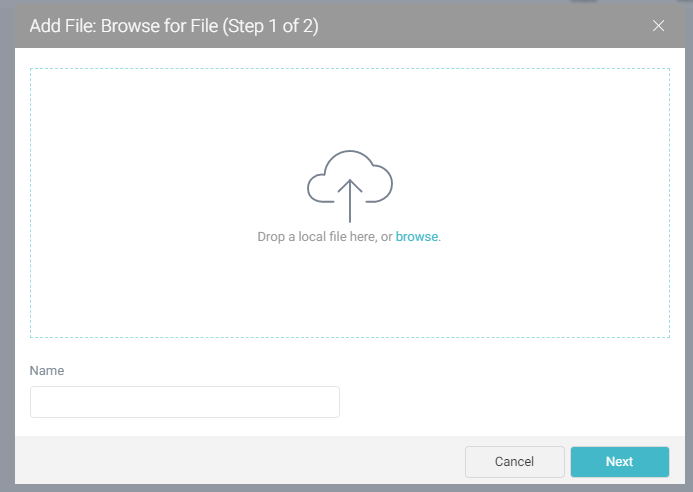 Add File: Browse for File (Step 1 of 2)
Drop a local file here, or browse.
Name
Cancel
Next